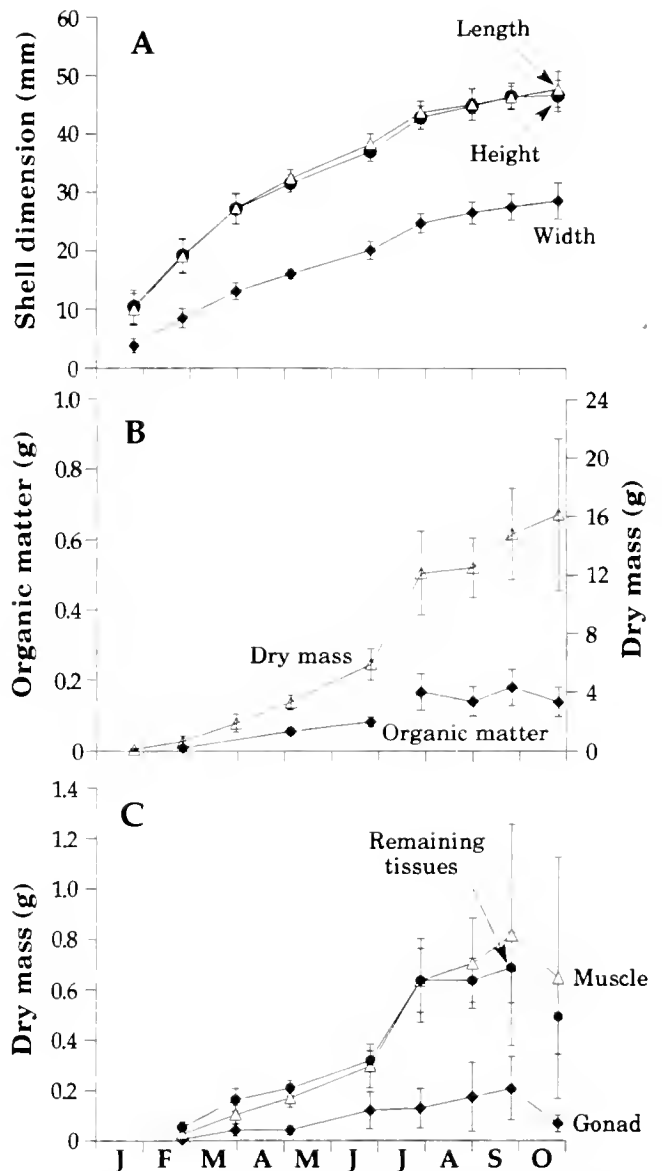 A
Shell dimension (mm)
60
50
40
30
20
10
0
Length
Height
Width
B
Organic matter (g)
1.0
0.8
0.6
0.4
0.2
0
Dry mass (g)
24
20
16
12
8
4
0
Dry mass
Organic matter
C
Dry mass (g)
1.4
1.2
1.0
0.8
0.6
0.4
0.2
0
Remaining
tissues
Muscle
Gonad
J F M A M J J A S O